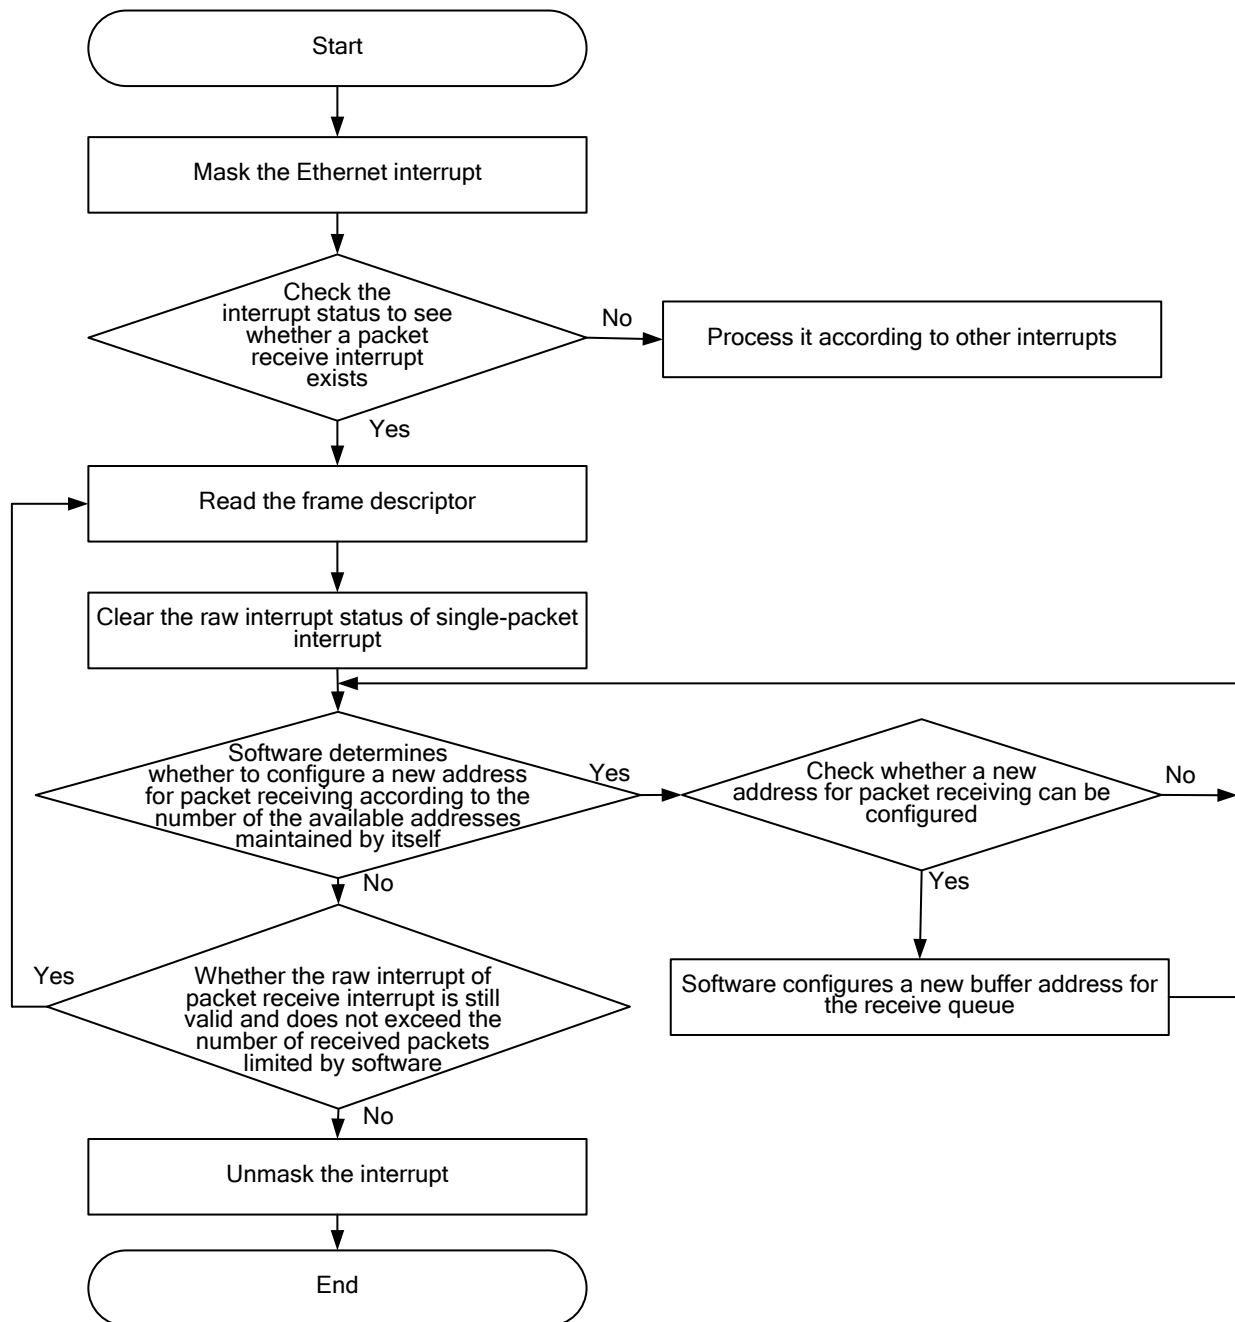 Start
Mask the Ethernet interrupt
Check the
interrupt status to see
whether a packet
receive interrupt
exists
No
Process it according to other interrupts
Yes
Read the frame descriptor
Clear the raw interrupt status of single-packet
interrupt
Software determines
whether to configure a new address
for packet receiving according to the
number of the available addresses
maintained by itself
Yes
Check whether a new
address for packet receiving can be
configured
No
No
Yes
Yes
Whether the raw interrupt of
packet receive interrupt is still
valid and does not exceed the
number of received packets
limited by software
Software configures a new buffer address for
the receive queue
No
Unmask the interrupt
End